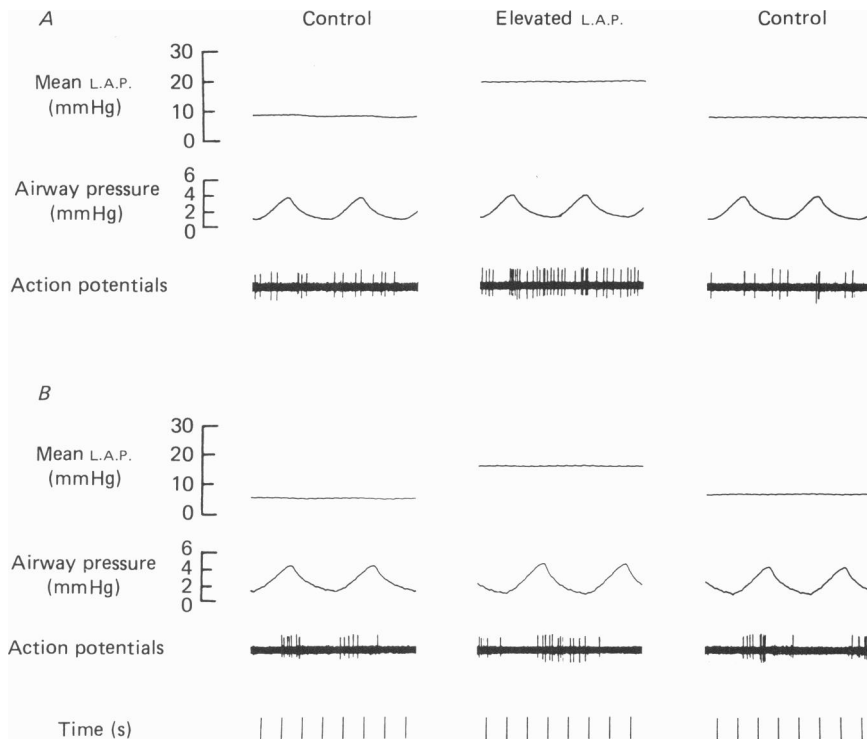 A Control Elevated L.A.P. Control
30
Mean L.A.P. 20
(mmHg) 10
0
6
Airway pressure 4
(mmHg) 2
0
Action potentials
B
30
Mean L.A.P. 20
(mmHg) 10
0
6
Airway pressure 4
(mmHg) 2
0
Action potentials
Time (s)